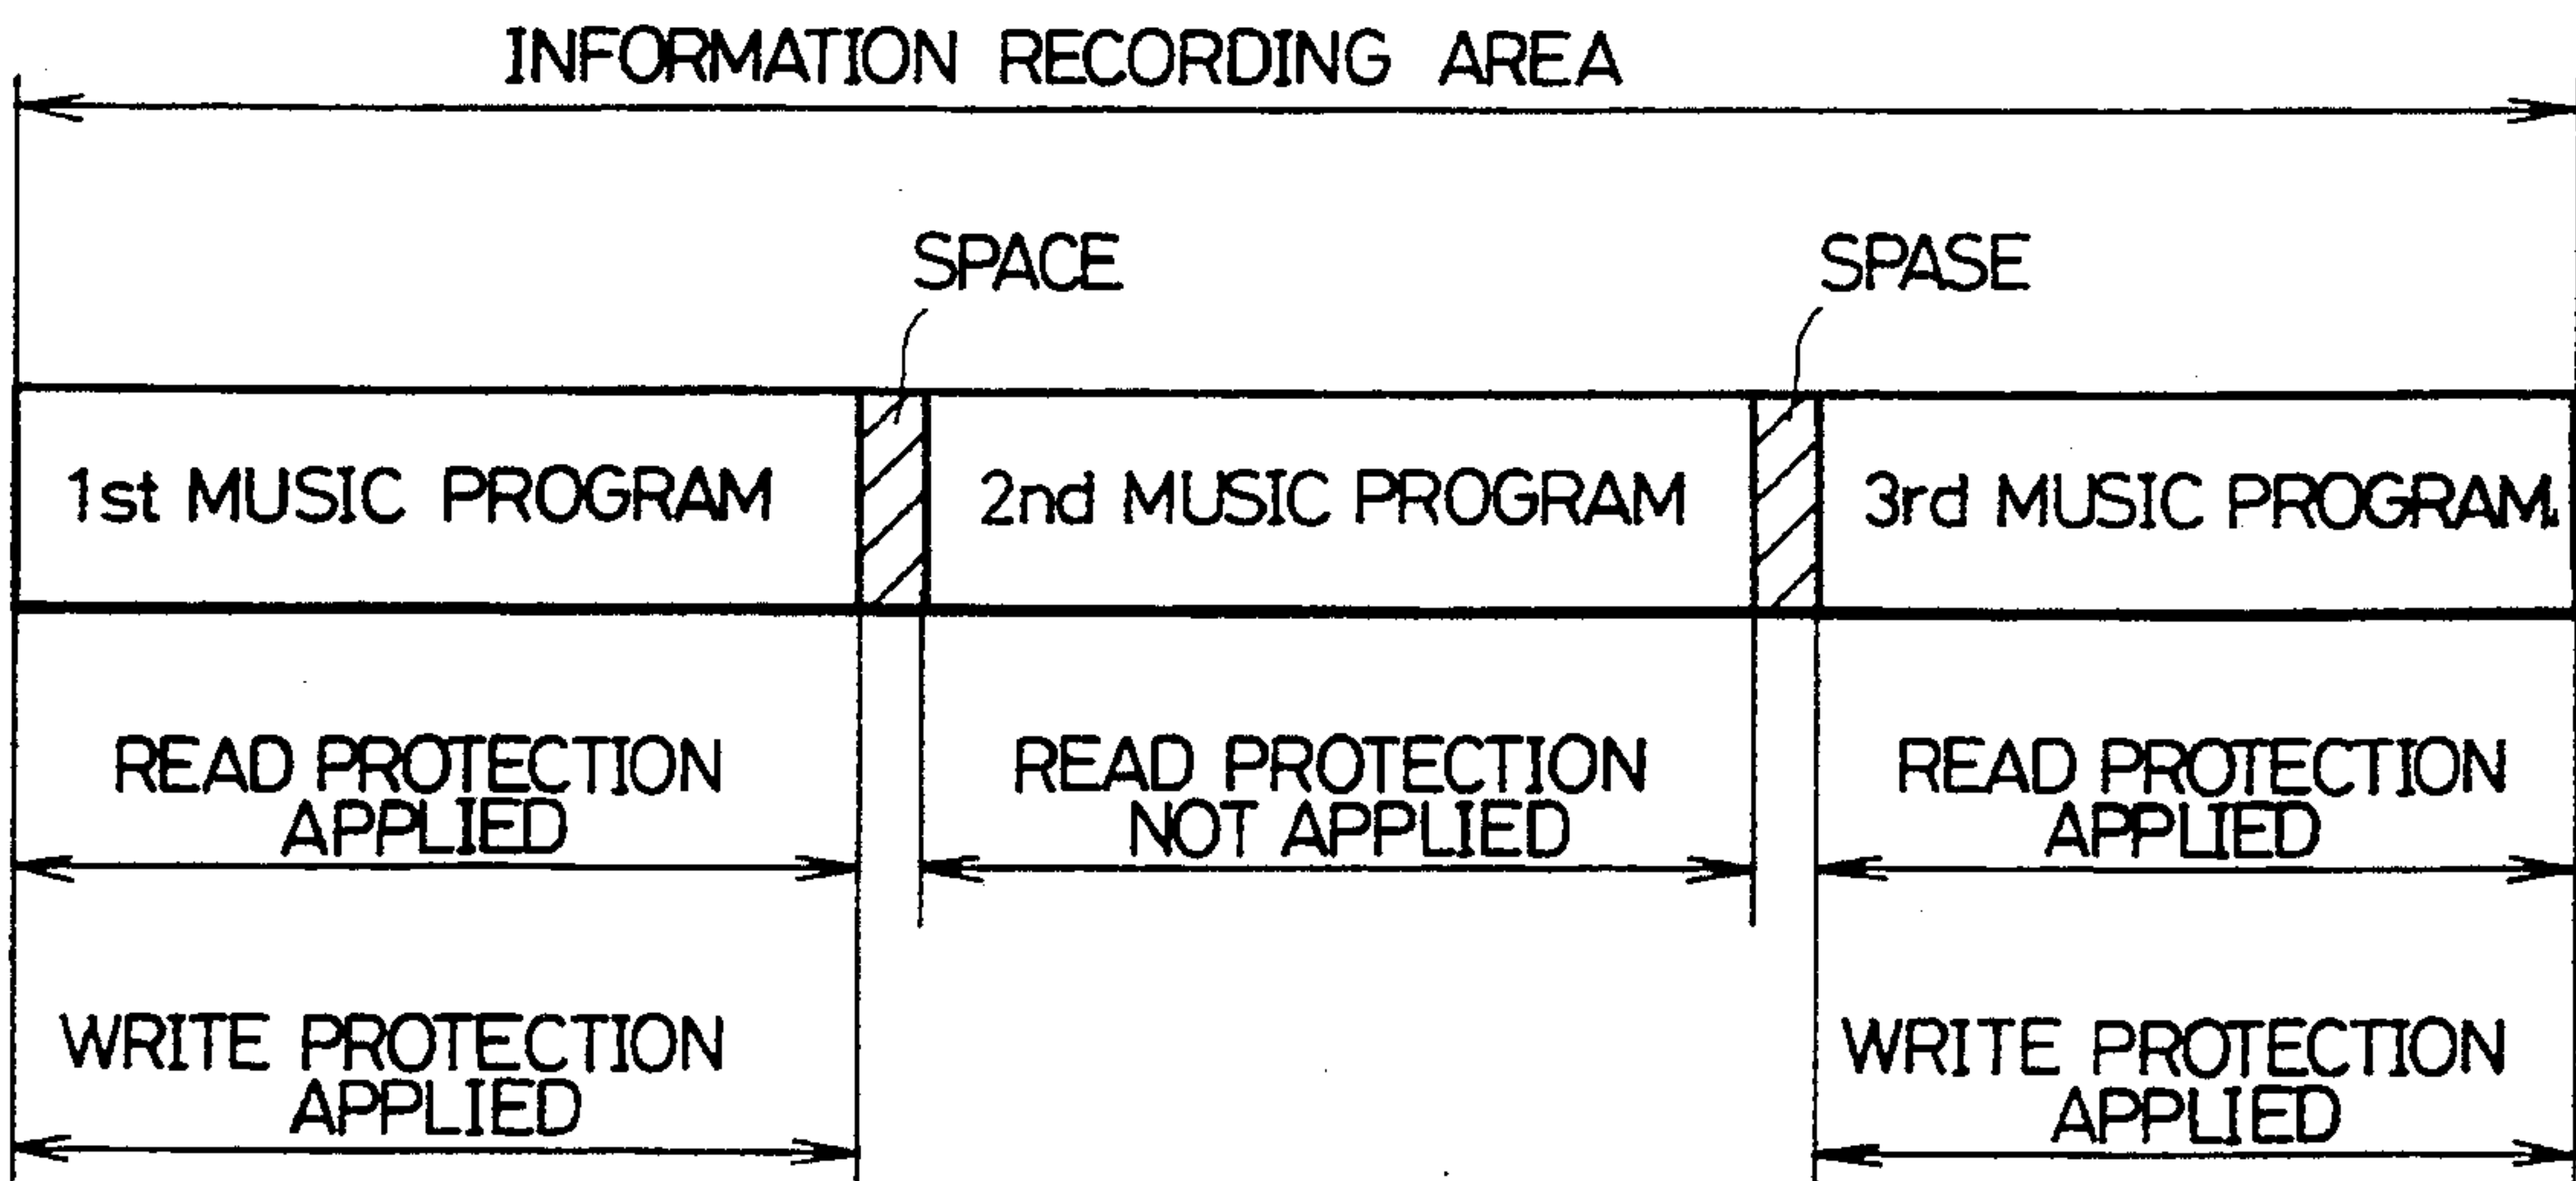 INFORMATION RECORDING AREA
SPACE
SPASE
1st MUSIC PROGRAM
2nd MUSIC PROGRAM
3rd MUSIC PROGRAM
READ PROTECTION
APPLIED
READ PROTECTION
NOT APPLIED
READ PROTECTION
APPLIED
WRITE PROTECTION
APPLIED
WRITE PROTECTION
APPLIED